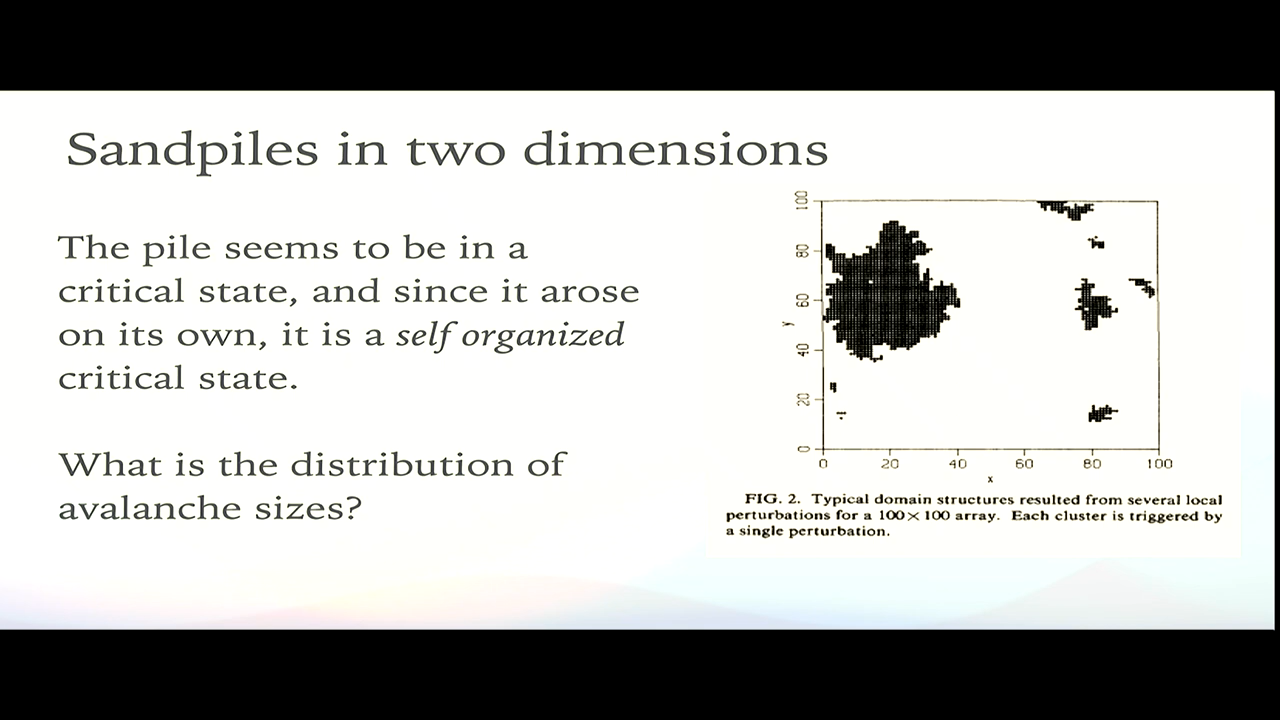 Sandpiles in two dimensions
The pile seems to be in a
critical state, and since it arose
on its own, it is a self organized
critical state.
What is the distribution of
avalanche sizes?
100
80
60
y
40
20
0
0 20 40 60 80 100
x
FIG. 2. Typical domain structures resulted from several local
perturbations for a 100×100 array. Each cluster is triggered by
a single perturbation.